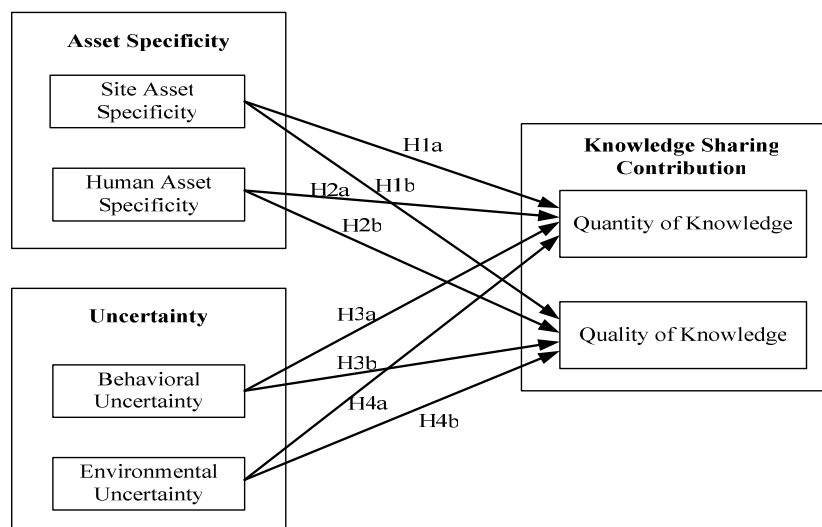 Asset Specificity
Site Asset
Specificity
Human Asset
Specificity
Uncertainty
Behavioral
Uncertainty
Environmental
Uncertainty
H1a
H1b
H2a
H2b
H3a
H3b
H4a
H4b
Knowledge Sharing
Contribution
Quantity of Knowledge
Quality of Knowledge